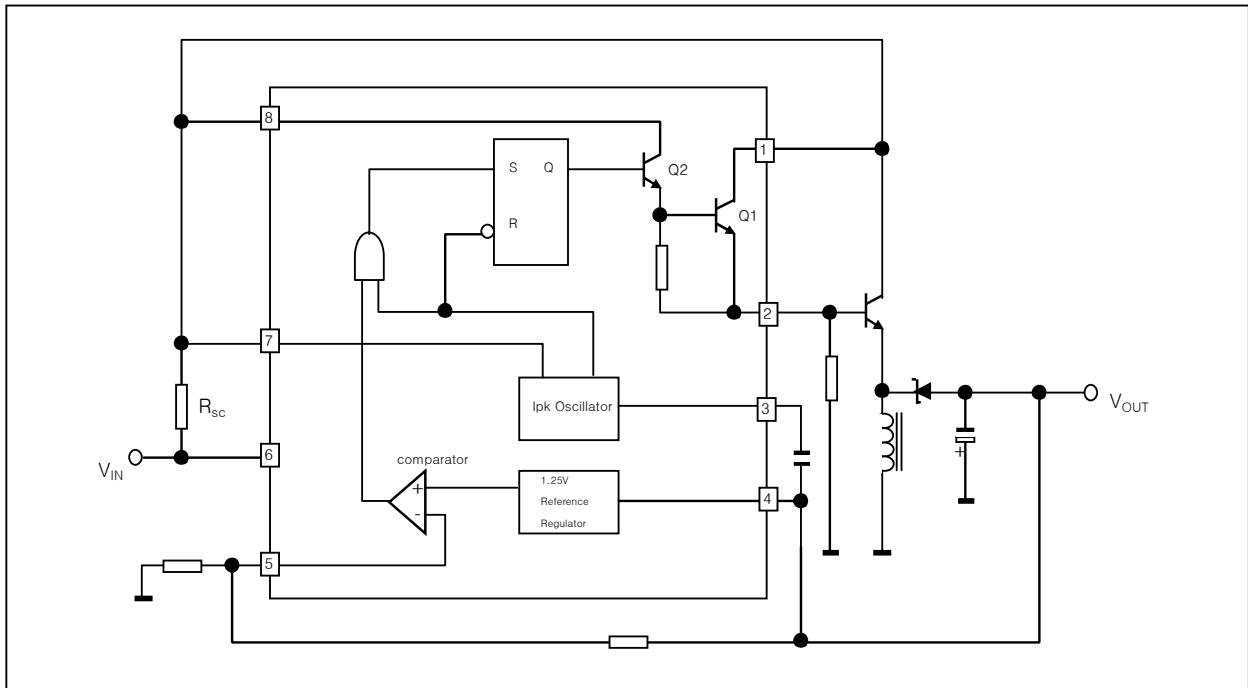 8
1
S Q
Q2
R
Q1
2
7
Ipk Oscillator
3
Rsc
VOUT
6
VIN
comparator
+
-
1.25V
Reference
Regulator
4
5
+